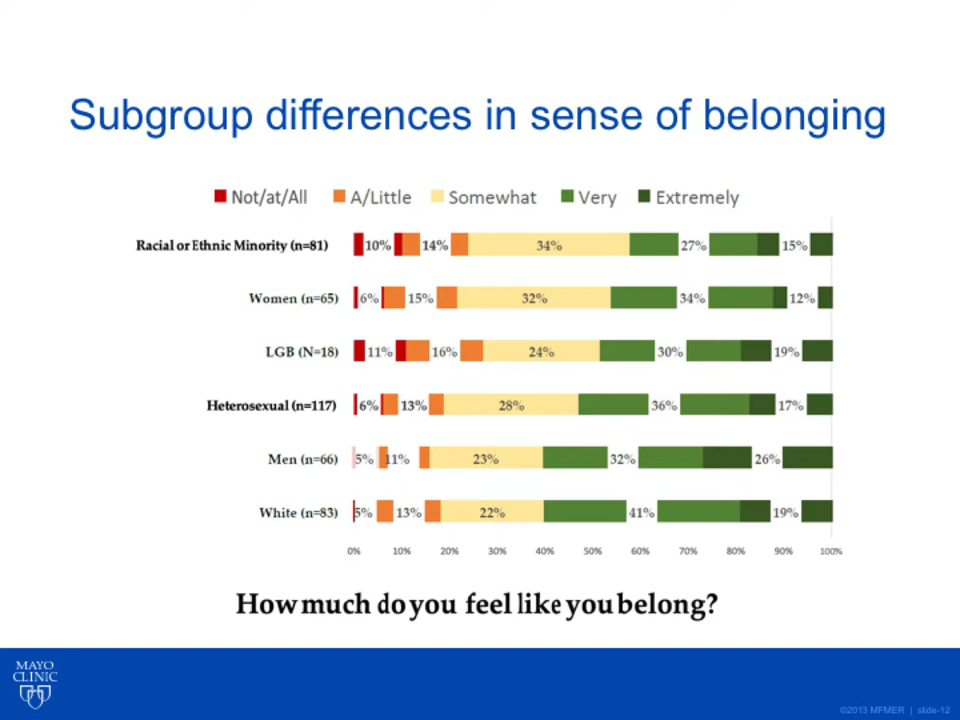 Subgroup differences in sense of belonging
Not/at/All A/Little Somewhat Very Extremely
Racial or Ethnic Minority (n=81) 10% 14% 34% 27% 15%
Women (n=65) 6% 15% 32% 34% 12%
LGB (N=18) 11% 16% 24% 30% 19%
Heterosexual (n=117) 6% 13% 28% 36% 17%
Men (n=66) 5% 11% 23% 32% 26%
White (n=83) 5% 13% 22% 41% 19%
0% 10% 20% 30% 40% 50% 60% 70% 80% 90% 100%
How much do you feel like you belong?
MAYO
CLINIC
©2013 MFMER | slide-12